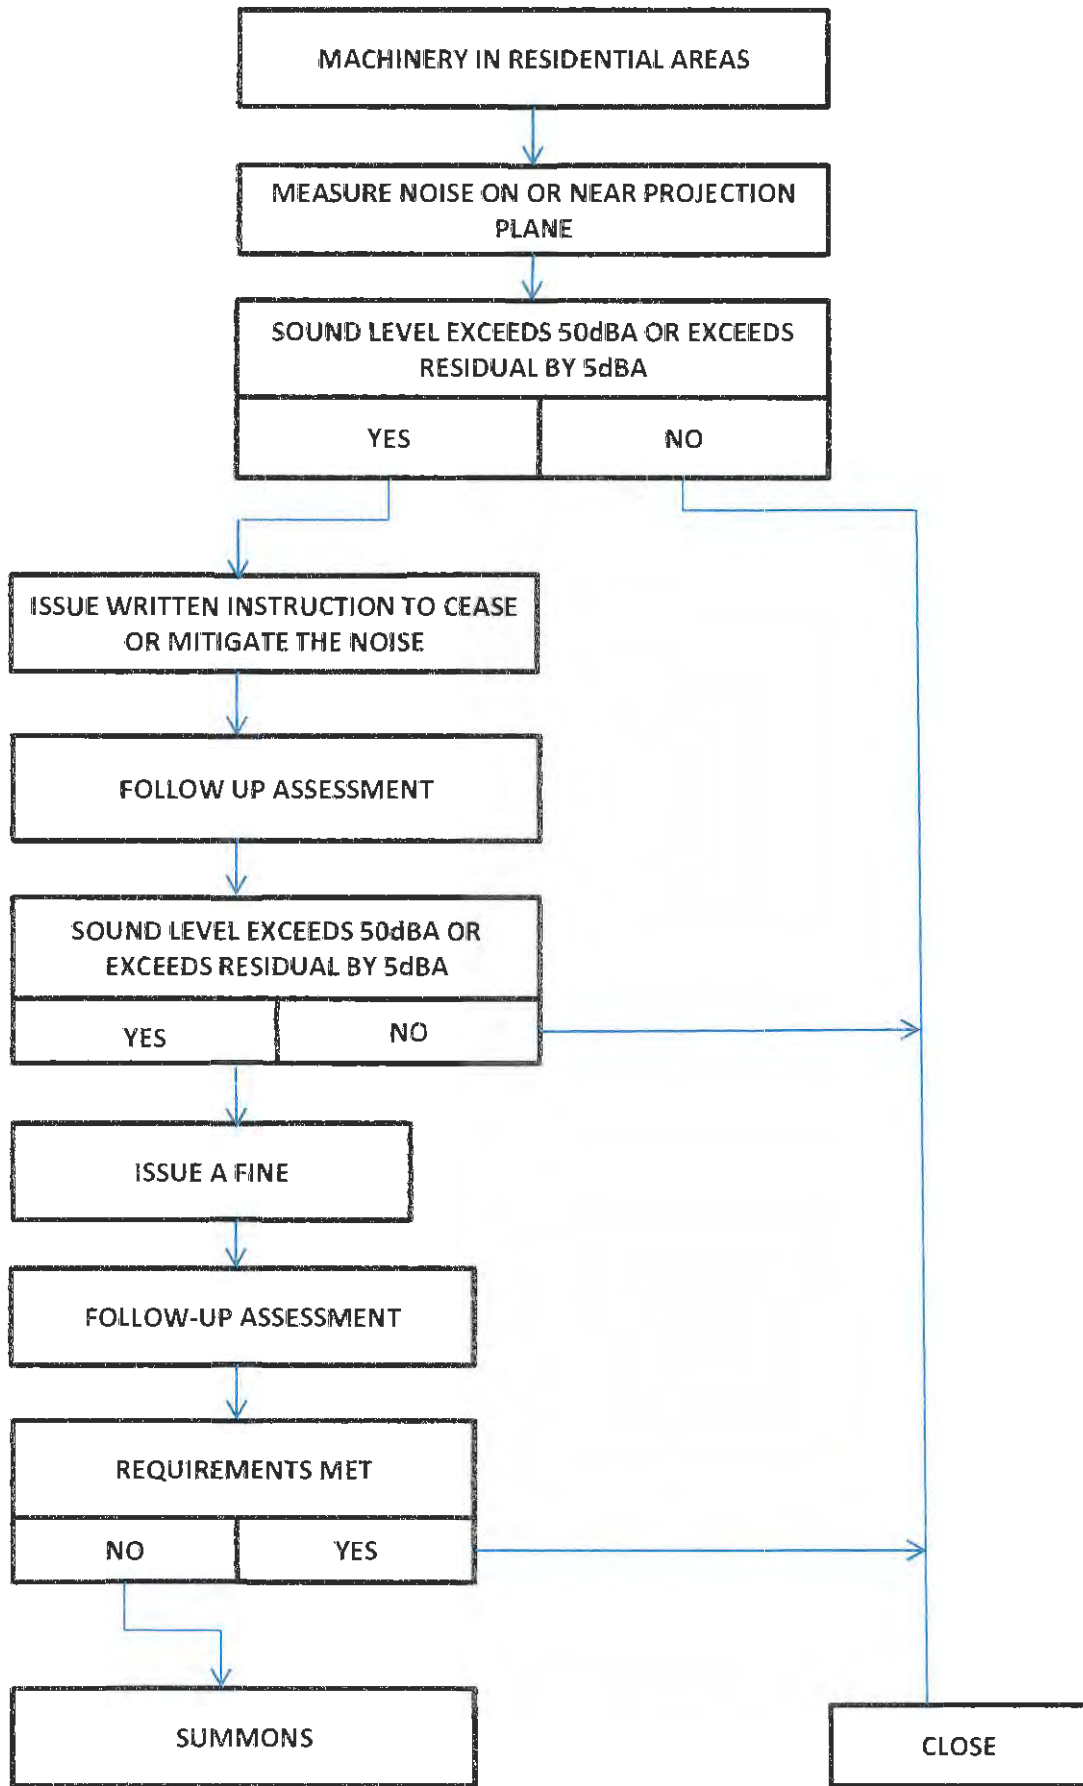 MACHINERY IN RESIDENTIAL AREAS
MEASURE NOISE ON OR NEAR PROJECTION
PLANE
SOUND LEVEL EXCEEDS 50dBA OR EXCEEDS
RESIDUAL BY 5dBA
YES
NO
ISSUE WRITTEN INSTRUCTION TO CEASE
OR MITIGATE THE NOISE
FOLLOW UP ASSESSMENT
SOUND LEVEL EXCEEDS 50dBA OR
EXCEEDS RESIDUAL BY 5dBA
YES
NO
ISSUE A FINE
FOLLOW-UP ASSESSMENT
REQUIREMENTS MET
NO
YES
SUMMONS
CLOSE